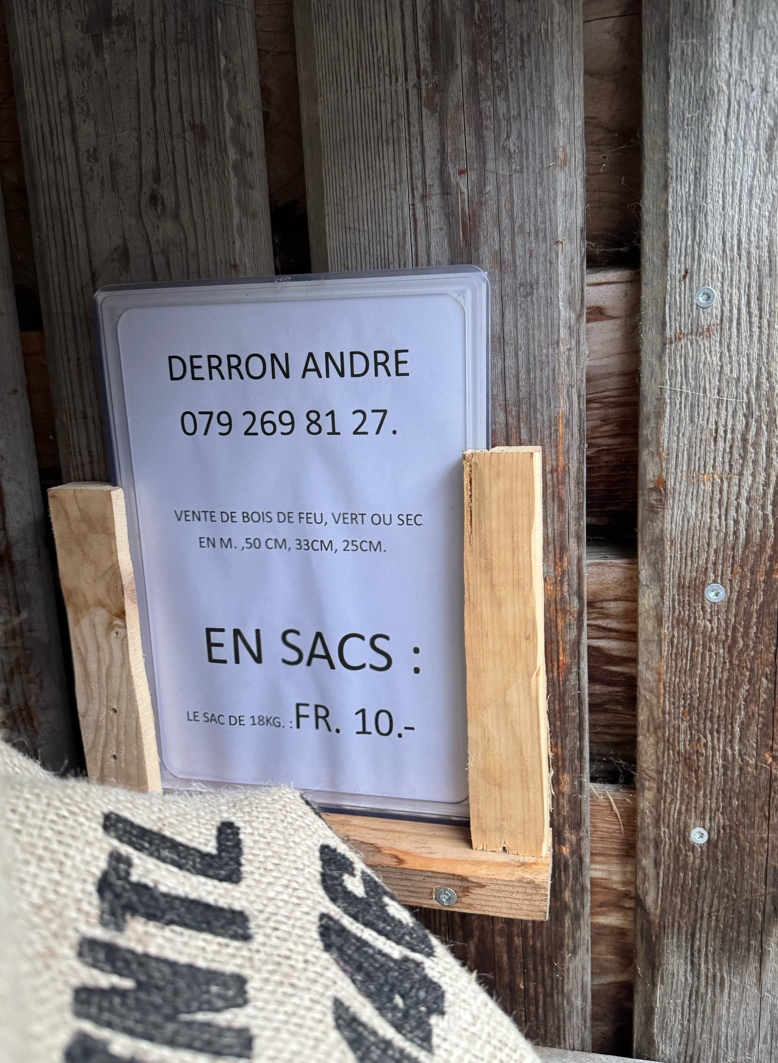 DERRON ANDRE
079 269 81 27.
VENTE DE BOIS DE FEU, VERT OU SEC
EN M. ,50 CM, 33CM, 25CM.
EN SACS :
LE SAC DE 18KG. : FR. 10.-